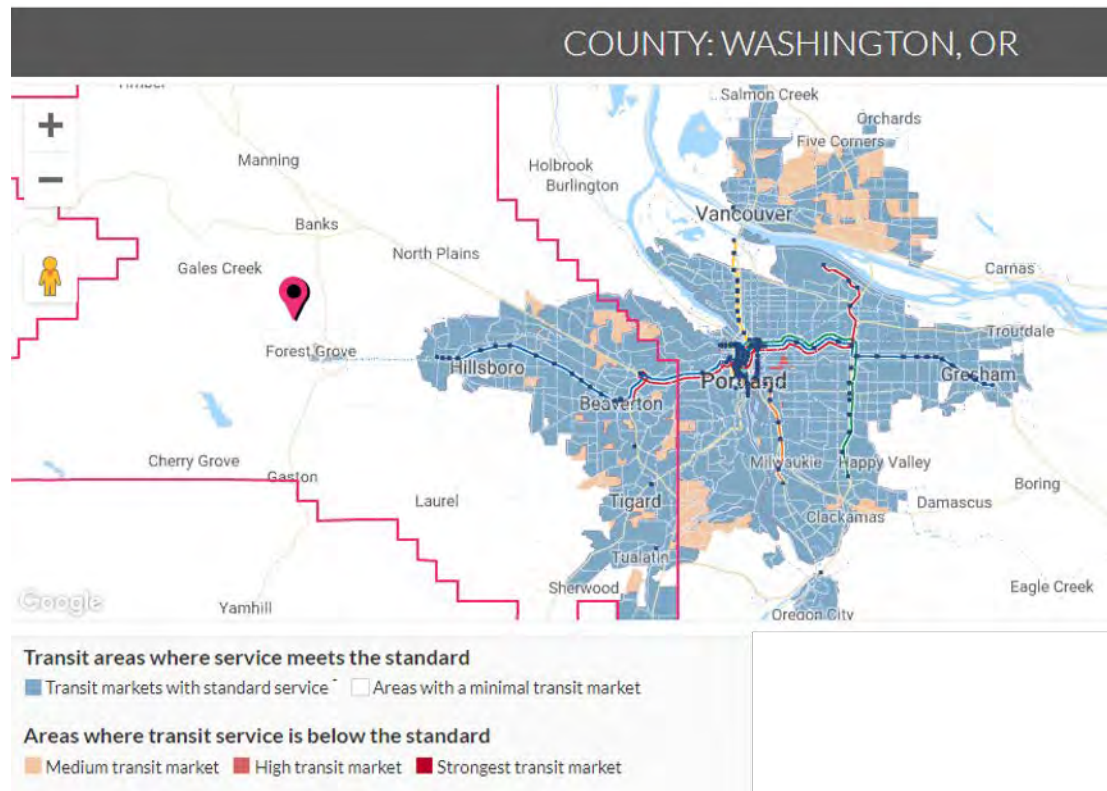 COUNTY: WASHINGTON, OR
Salmon Creek
Orchards
Five Corners
Manning
Holbrook
Burlington
Vancouver
Banks
North Plains
Gales Creek
Camas
Troutdale
Forest Grove
Hillsboro
Portland
Gresham
Beaverton
Cherry Grove
Milwaukie
Happy Valley
Gaston
Boring
Laurel
Tigard
Damascus
Clackamas
Tualatin
Sherwood
Eagle Creek
Google
Yamhill
Oregon City
Transit areas where service meets the standard
Transit markets with standard service Areas with a minimal transit market
Areas where transit service is below the standard
Medium transit market High transit market Strongest transit market